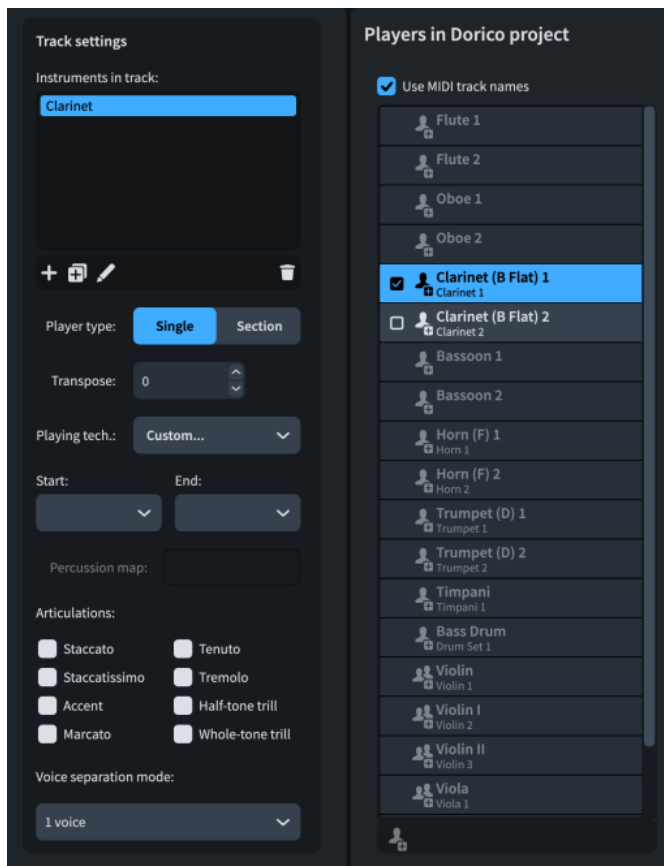 Track settings
Instruments in track:
Clarinet
Player type: Single Section
Transpose: 0
Playing tech.: Custom...
Start: End:
Percussion map:
Articulations:
Staccato Tenuto
Staccatissimo Tremolo
Accent Half-tone trill
Marcato Whole-tone trill
Voice separation mode:
1 voice
Players in Dorico project
Use MIDI track names
Flute 1
Flute 2
Oboe 1
Oboe 2
Clarinet (B Flat) 1
Clarinet 1
Clarinet (B Flat) 2
Clarinet 2
Bassoon 1
Bassoon 2
Horn (F) 1
Horn 1
Horn (F) 2
Horn 2
Trumpet (D) 1
Trumpet 1
Trumpet (D) 2
Trumpet 2
Timpani
Timpani 1
Bass Drum
Drum Set 1
Violin
Violin 1
Violin I
Violin 2
Violin II
Violin 3
Viola
Viola 1